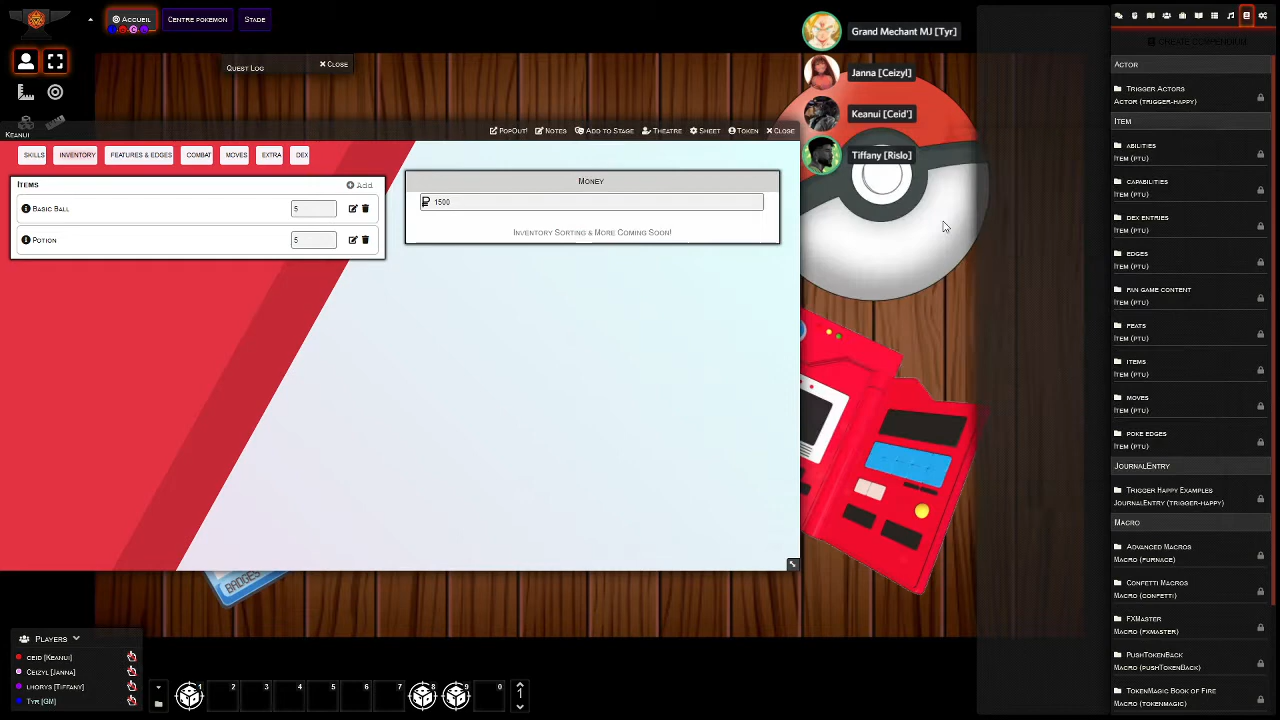 Accueil
Centre pokemon
Stade
Quest Log
Close
Grand Mechant MJ [Tyr]
Janna [Ceizyl]
Keanui [Ceid']
Tiffany [Rislo]
Keanui
PopOut!
Notes
Add to Stage
Theatre
Sheet
Token
Close
Skills
Inventory
Features & Edges
Combat
Moves
Extra
Dex
Items
Add
Basic Ball
5
Potion
5
Money
1500
Inventory Sorting & More Coming Soon!
Badges
Players
ceid [Keanui]
Ceizyl [Janna]
lhorys [Tiffany]
Tyr [GM]
1
2
3
4
5
6
7
8
9
0
1
Create Compendium
Actor
Trigger Actors
Actor (trigger-happy)
Item
Abilities
Item (PTU)
Capabilities
Item (PTU)
Dex Entries
Item (PTU)
Edges
Item (PTU)
Fan Game Content
Item (PTU)
Feats
Item (PTU)
Items
Item (PTU)
Moves
Item (PTU)
Poke Edges
Item (PTU)
JournalEntry
Trigger Happy Examples
JournalEntry (trigger-happy)
Macro
Advanced Macros
Macro (furnace)
Confetti Macros
Macro (confetti)
FXMaster
Macro (fxmaster)
PushTokenBack
Macro (pushTokenBack)
TokenMagic Book of Fire
Macro (tokenmagic)